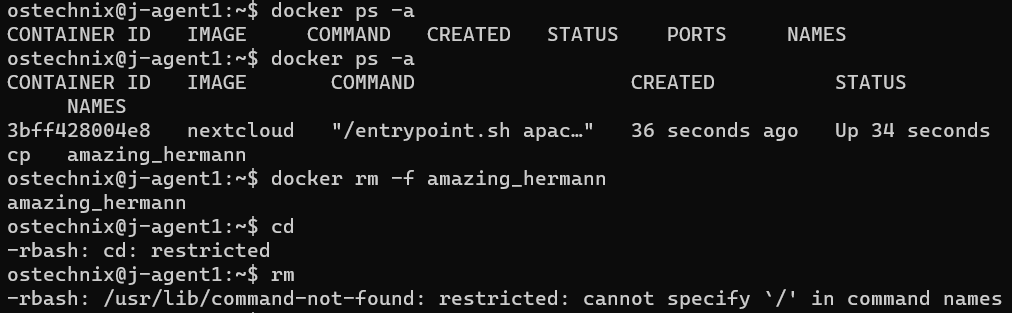 ostechnix@j-agent1:~$ docker ps -a
CONTAINER ID   IMAGE     COMMAND   CREATED   STATUS    PORTS     NAMES
ostechnix@j-agent1:~$ docker ps -a
CONTAINER ID   IMAGE       COMMAND                  CREATED          STATUS
     NAMES
3bff428004e8   nextcloud   "/entrypoint.sh apac…"   36 seconds ago   Up 34 seconds
cp   amazing_hermann
ostechnix@j-agent1:~$ docker rm -f amazing_hermann
amazing_hermann
ostechnix@j-agent1:~$ cd
-rbash: cd: restricted
ostechnix@j-agent1:~$ rm
-rbash: /usr/lib/command-not-found: restricted: cannot specify `/' in command names